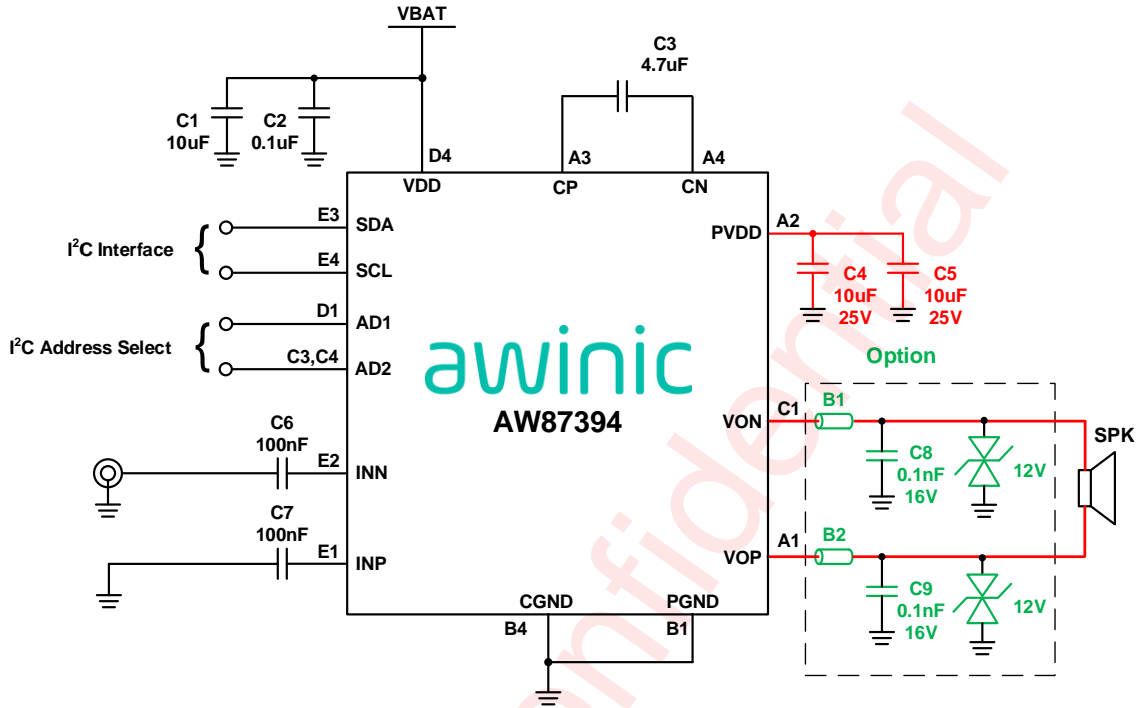 VBAT
C3
4.7uF
C1
10uF
C2
0.1uF
D4
A3
A4
VDD
CP
CN
I²C Interface
{
E3
SDA
E4
SCL
A2
PVDD
C4
10uF
25V
C5
10uF
25V
I²C Address Select
{
D1
AD1
C3,C4
AD2
Option
awinic
AW87394
C6
100nF
E2
INN
C7
100nF
E1
INP
C1
VON
B1
C8
0.1nF
16V
12V
SPK
A1
VOP
B2
C9
0.1nF
16V
12V
CGND
PGND
B4
B1
onfidential